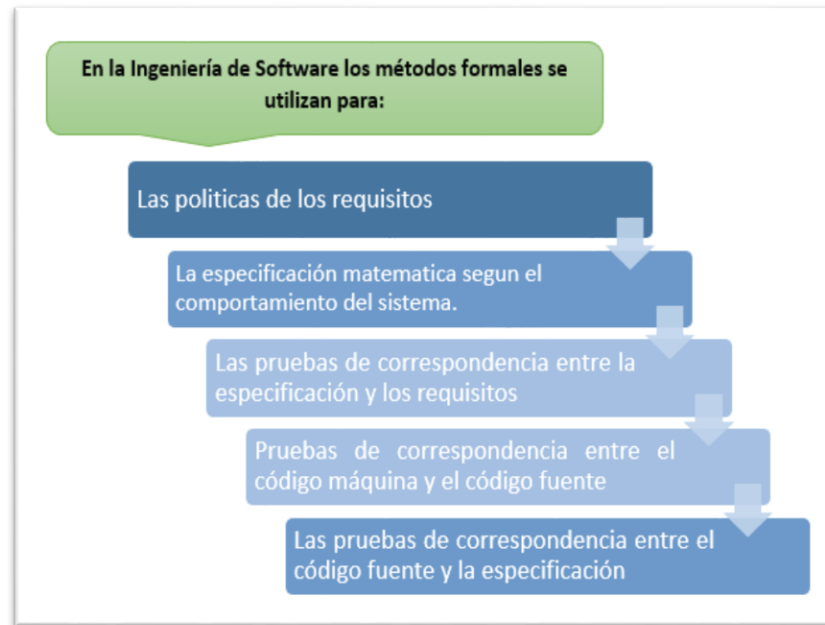 En la Ingeniería de Software los métodos formales se
utilizan para:
Las politicas de los requisitos
La especificación matematica segun el
comportamiento del sistema.
Las pruebas de correspondencia entre la
especificación y los requisitos
Pruebas de correspondencia entre el
código máquina y el código fuente
Las pruebas de correspondencia entre el
código fuente y la especificación